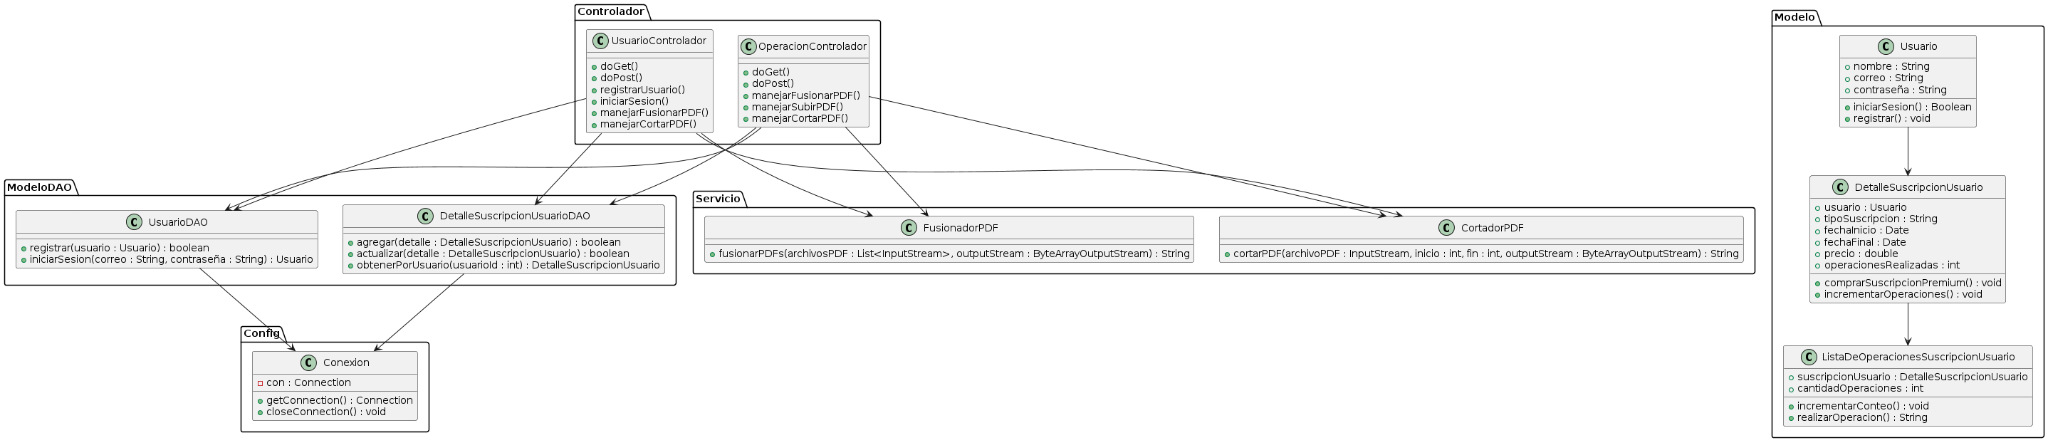 Controlador
C UsuarioControlador
doGet()
doPost()
registrarUsuario()
iniciarSesion()
manejarFusionarPDF()
manejarCortarPDF()
C OperacionControlador
doGet()
doPost()
manejarFusionarPDF()
manejarSubirPDF()
manejarCortarPDF()
ModeloDAO
C UsuarioDAO
registrar(usuario : Usuario) : boolean
iniciarSesion(correo : String, contraseña : String) : Usuario
C DetalleSuscripcionUsuarioDAO
agregar(detalle : DetalleSuscripcionUsuario) : boolean
actualizar(detalle : DetalleSuscripcionUsuario) : boolean
obtenerPorUsuario(usuarioId : int) : DetalleSuscripcionUsuario
Servicio
C FusionadorPDF
fusionarPDFs(archivosPDF : List<InputStream>, outputStream : ByteArrayOutputStream) : String
C CortadorPDF
cortarPDF(archivoPDF : InputStream, inicio : int, fin : int, outputStream : ByteArrayOutputStream) : String
Config
C Conexion
con : Connection
getConnection() : Connection
closeConnection() : void
Modelo
C Usuario
nombre : String
correo : String
contraseña : String
iniciarSesion() : Boolean
registrar() : void
C DetalleSuscripcionUsuario
usuario : Usuario
tipoSuscripcion : String
fechaInicio : Date
fechaFinal : Date
precio : double
operacionesRealizadas : int
comprarSuscripcionPremium() : void
incrementarOperaciones() : void
C ListaDeOperacionesSuscripcionUsuario
suscripcionUsuario : DetalleSuscripcionUsuario
cantidadOperaciones : int
incrementarConteo() : void
realizarOperacion() : String